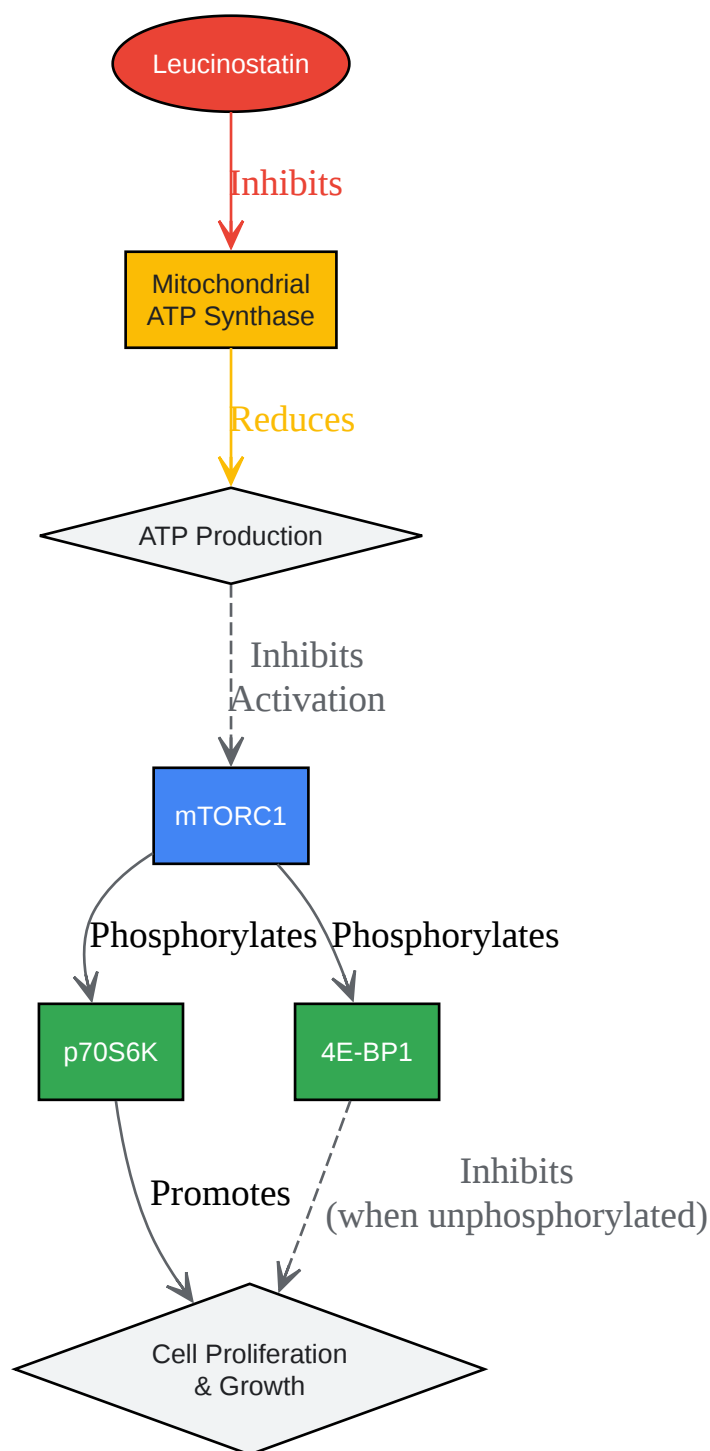 Leucinostatin
Inhibits
Mitochondrial
ATP Synthase
Reduces
ATP Production
Inhibits
Activation
mTORC1
Phosphorylates
Phosphorylates
p70S6K
4E-BP1
Promotes
Inhibits
(when unphosphorylated)
Cell Proliferation
& Growth